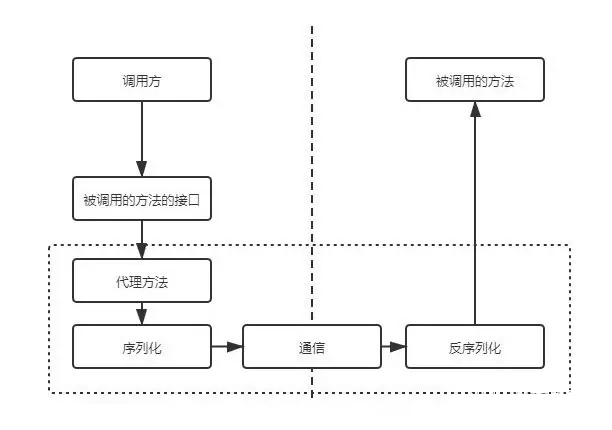 调用方
被调用的方法
被调用的方法的接口
代理方法
序列化
通信
反序列化